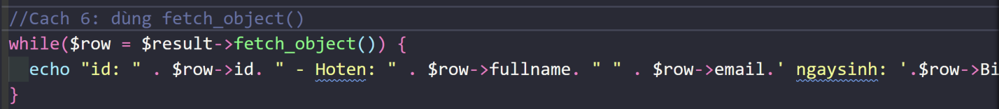 //Cach 6: dùng fetch_object()
while($row = $result->fetch_object()) {
echo "id: " . $row->id. " - Hoten: " . $row->fullname. " " . $row->email.' ngaysinh: '.$row->Bi
}